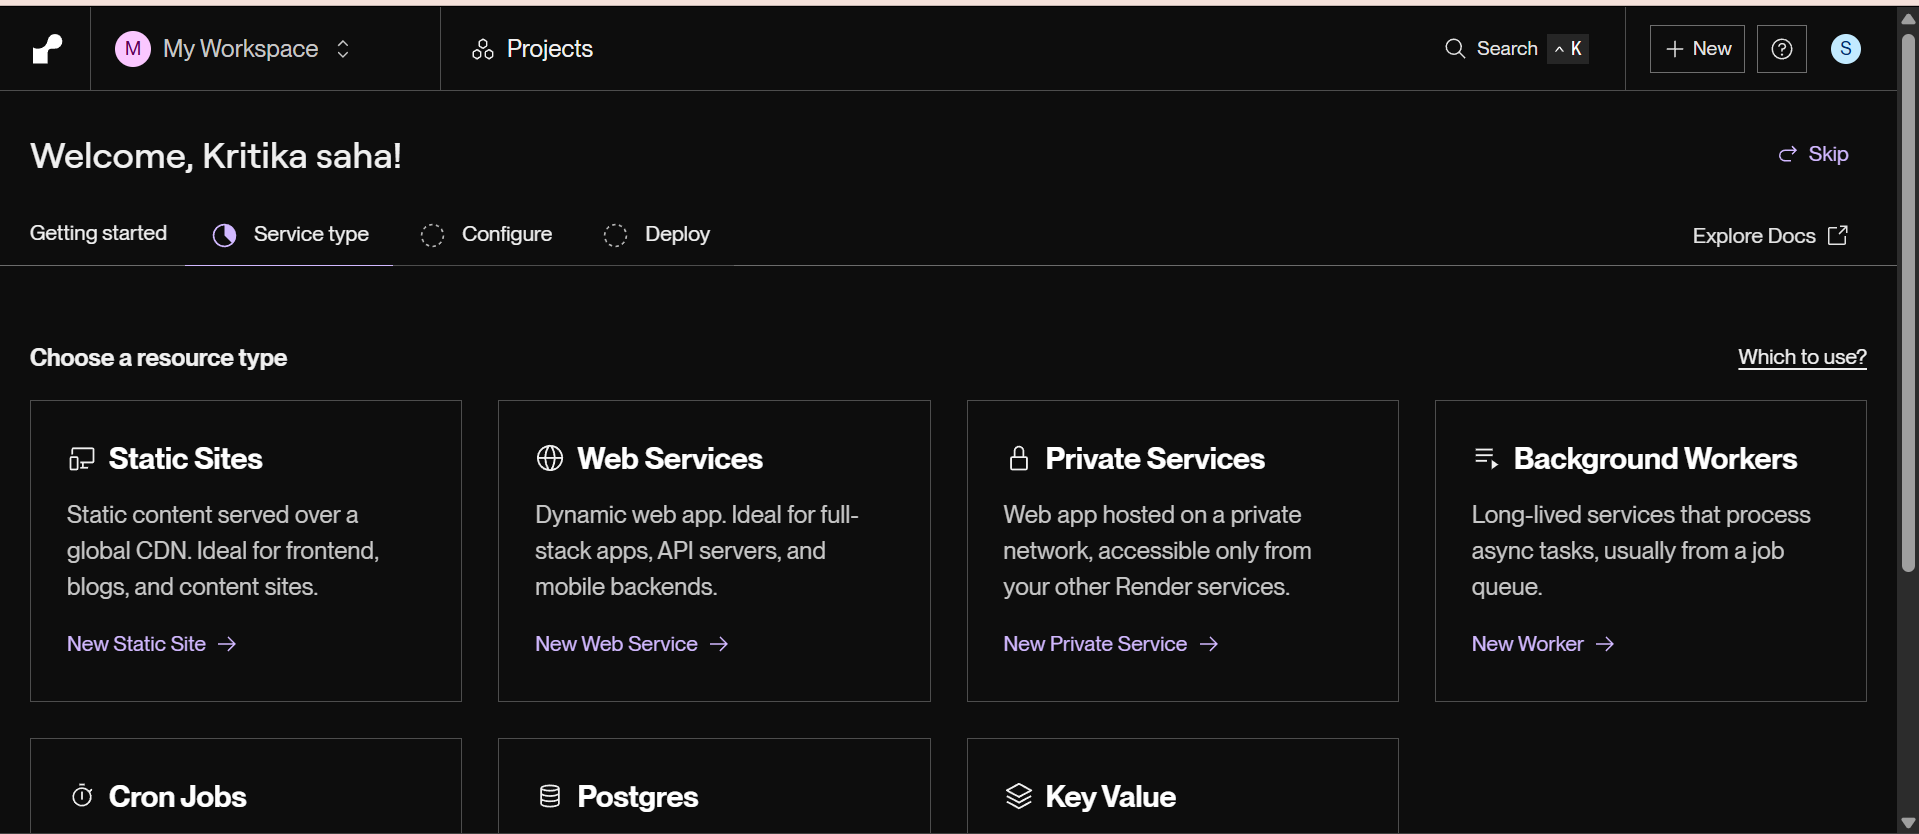 M My Workspace
Projects
Search ^ K
+ New
?
S
Welcome, Kritika saha!
Skip
Getting started
Service type
Configure
Deploy
Explore Docs
Choose a resource type
Which to use?
Static Sites
Static content served over a
global CDN. Ideal for frontend,
blogs, and content sites.
New Static Site →
Web Services
Dynamic web app. Ideal for full-
stack apps, API servers, and
mobile backends.
New Web Service →
Private Services
Web app hosted on a private
network, accessible only from
your other Render services.
New Private Service →
Background Workers
Long-lived services that process
async tasks, usually from a job
queue.
New Worker →
Cron Jobs
Postgres
Key Value